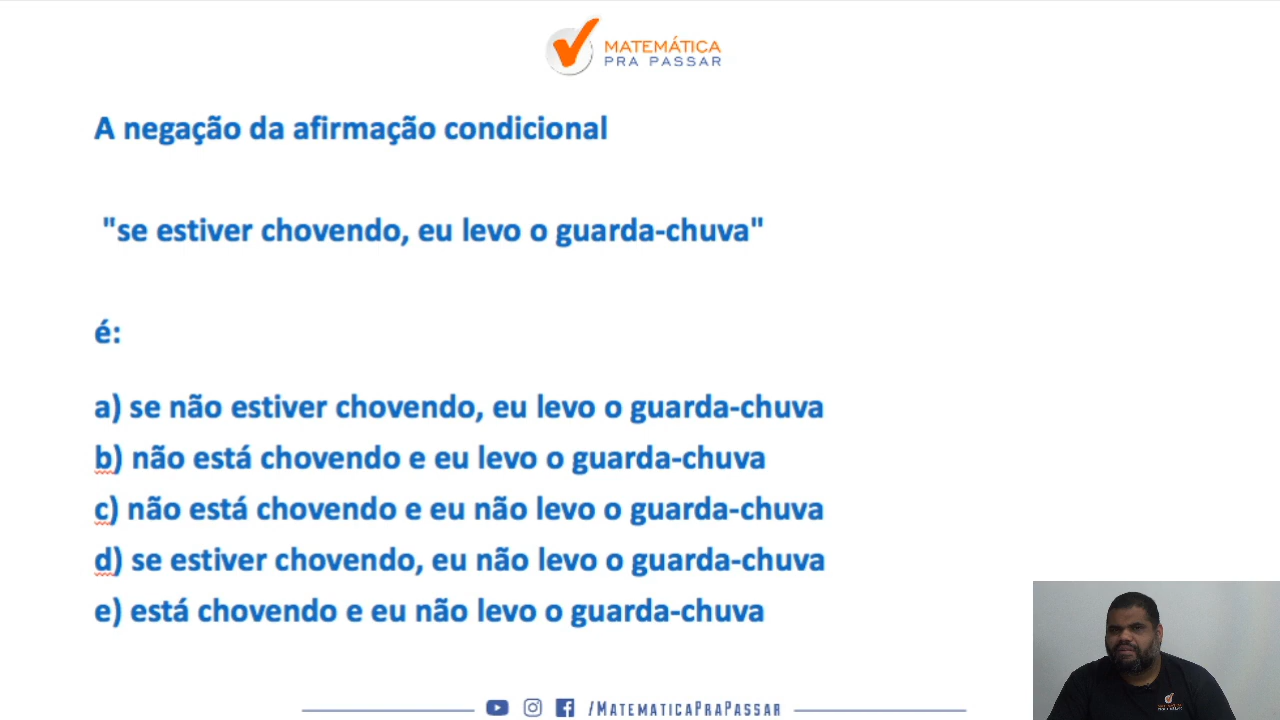 MATEMÁTICA
PRA PASSAR
A negação da afirmação condicional
"se estiver chovendo, eu levo o guarda-chuva"
é:
a) se não estiver chovendo, eu levo o guarda-chuva
b) não está chovendo e eu levo o guarda-chuva
c) não está chovendo e eu não levo o guarda-chuva
d) se estiver chovendo, eu não levo o guarda-chuva
e) está chovendo e eu não levo o guarda-chuva
/MATEMATICAPRAPASSAR